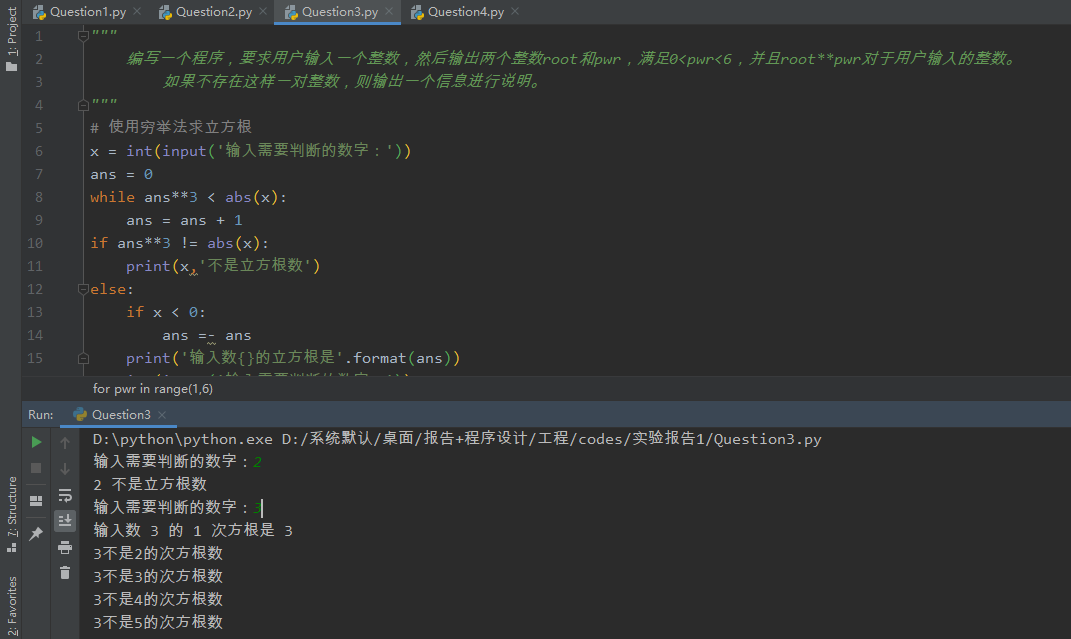 Question1.py × Question2.py × Question3.py × Question4.py ×
1: Project
1 """
2 编写一个程序，要求用户输入一个整数，然后输出两个整数root和pwr，满足0<pwr<6，并且root**pwr对于用户输入的整数。
3 如果不存在这样一对整数，则输出一个信息进行说明。
4 """
5 # 使用穷举法求立方根
6 x = int(input('输入需要判断的数字：'))
7 ans = 0
8 while ans**3 < abs(x):
9 ans = ans + 1
10 if ans**3 != abs(x):
11 print(x,'不是立方根数')
12 else:
13 if x < 0:
14 ans =- ans
15 print('输入数{}的立方根是'.format(ans))
for pwr in range(1,6)
Run: Question3 ×
D:\python\python.exe D:/系统默认/桌面/报告+程序设计/工程/codes/实验报告1/Question3.py
输入需要判断的数字：2
2 不是立方根数
输入需要判断的数字：3
输入数 3 的 1 次方根是 3
3不是2的次方根数
3不是3的次方根数
3不是4的次方根数
3不是5的次方根数
7: Structure
2: Favorites